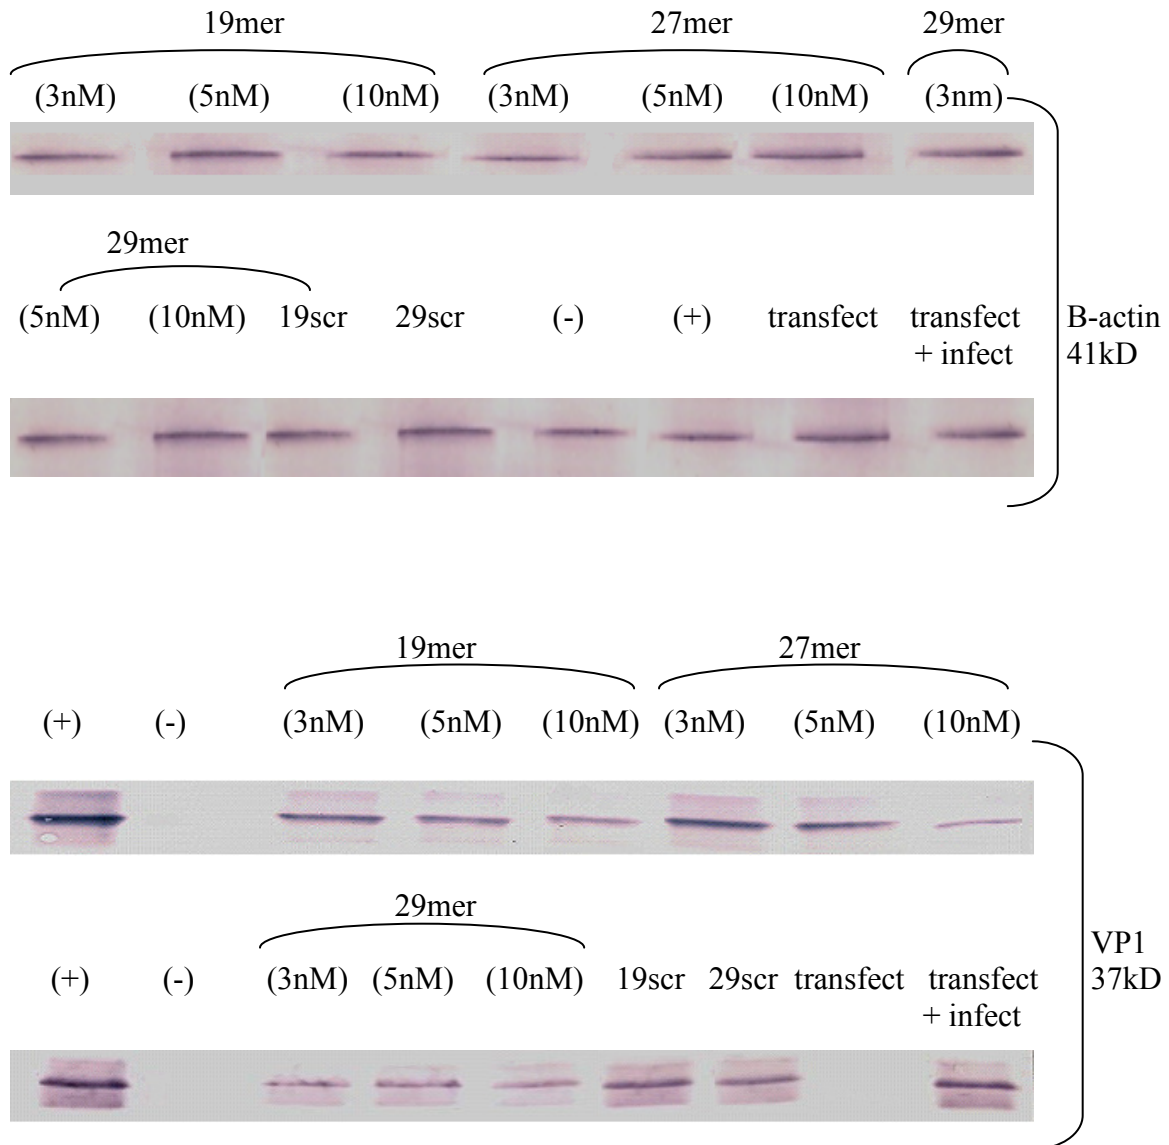 19mer 27mer 29mer
(3nM) (5nM) (10nM) (3nM) (5nM) (10nM) (3nm)
29mer
(5nM) (10nM) 19scr 29scr (-) (+) transfect transfect B-actin
+ infect 41kD
19mer 27mer
(+) (-) (3nM) (5nM) (10nM) (3nM) (5nM) (10nM)
29mer
VP1
(+) (-) (3nM) (5nM) (10nM) 19scr 29scr transfect transfect 37kD
+ infect